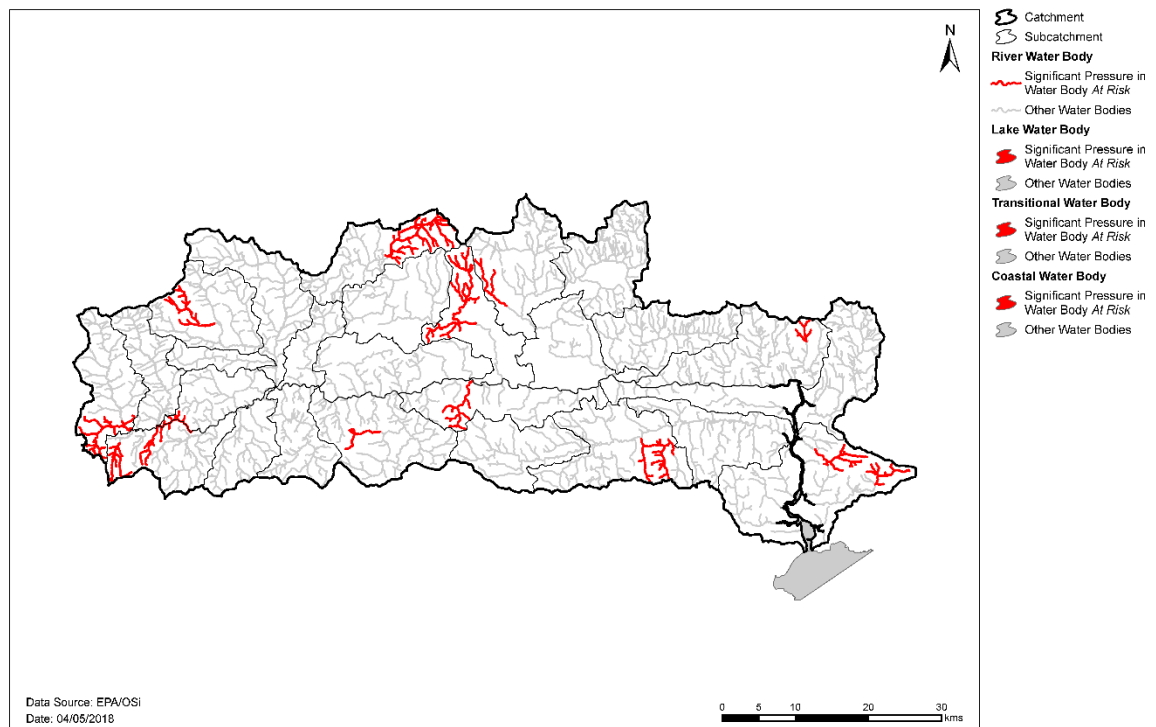 N
Catchment
Subcatchment
River Water Body
Significant Pressure in
Water Body At Risk
Other Water Bodies
Lake Water Body
Significant Pressure in
Water Body At Risk
Other Water Bodies
Transitional Water Body
Significant Pressure in
Water Body At Risk
Other Water Bodies
Coastal Water Body
Significant Pressure in
Water Body At Risk
Other Water Bodies
Data Source: EPA/OSi
Date: 04/05/2018
0 5 10 20 30
kms